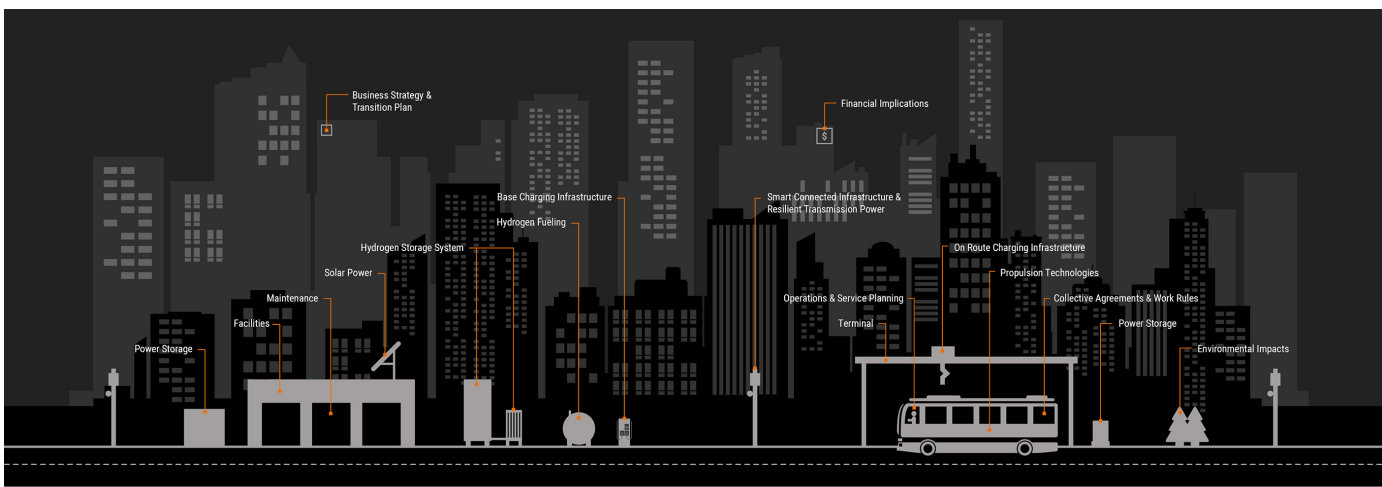 Business Strategy &
Transition Plan
Financial Implications
$
Base Charging Infrastructure
Smart Connected Infrastructure &
Resilient Transmission Power
Hydrogen Fueling
Hydrogen Storage System
On Route Charging Infrastructure
Solar Power
Propulsion Technologies
Maintenance
Operations & Service Planning
Collective Agreements & Work Rules
Facilities
Terminal
Power Storage
Power Storage
Environmental Impacts